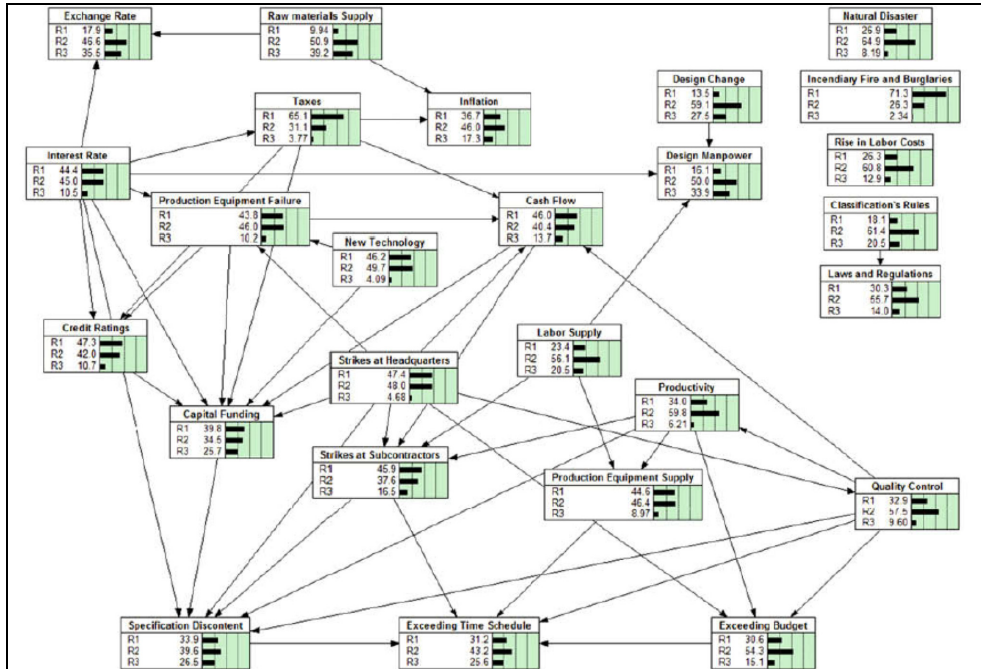 Exchange Rate
R1 17.9
R2 46.6
R3 35.5
Raw materials Supply
R1 9.94
R2 50.9
R3 39.2
Natural Disaster
R1 26.9
R2 64.9
R3 8.19
Design Change
R1 13.5
R2 59.1
R3 27.5
Incendiary Fire and Burglaries
R1 71.3
R2 26.3
R3 2.34
Taxes
R1 65.1
R2 31.1
R3 3.77
Inflation
R1 36.7
R2 46.0
R3 17.3
Rise in Labor Costs
R1 26.3
R2 60.8
R3 12.9
Interest Rate
R1 44.4
R2 45.0
R3 10.5
Design Manpower
R1 16.1
R2 50.0
R3 33.9
Production Equipment Failure
R1 43.8
R2 46.0
R3 10.2
Cash Flow
R1 46.0
R2 40.4
R3 13.7
Classification's Rules
R1 18.1
R2 61.4
R3 20.5
New Technology
R1 46.2
R2 49.7
R3 4.09
Laws and Regulations
R1 30.3
R2 55.7
R3 14.0
Credit Ratings
R1 47.3
R2 42.0
R3 10.7
Labor Supply
R1 23.4
R2 56.1
R3 20.5
Strikes at Headquarters
R1 47.4
R2 48.0
R3 4.68
Productivity
R1 34.0
R2 59.8
R3 6.21
Capital Funding
R1 39.8
R2 34.5
R3 25.7
Strikes at Subcontractors
R1 45.9
R2 37.6
R3 16.5
Production Equipment Supply
R1 44.6
R2 46.4
R3 8.97
Quality Control
R1 32.9
R2 57.5
R3 9.60
Specification Discontent
R1 33.9
R2 39.6
R3 26.5
Exceeding Time Schedule
R1 31.2
R2 43.2
R3 25.6
Exceeding Budget
R1 30.6
R2 54.3
R3 15.1